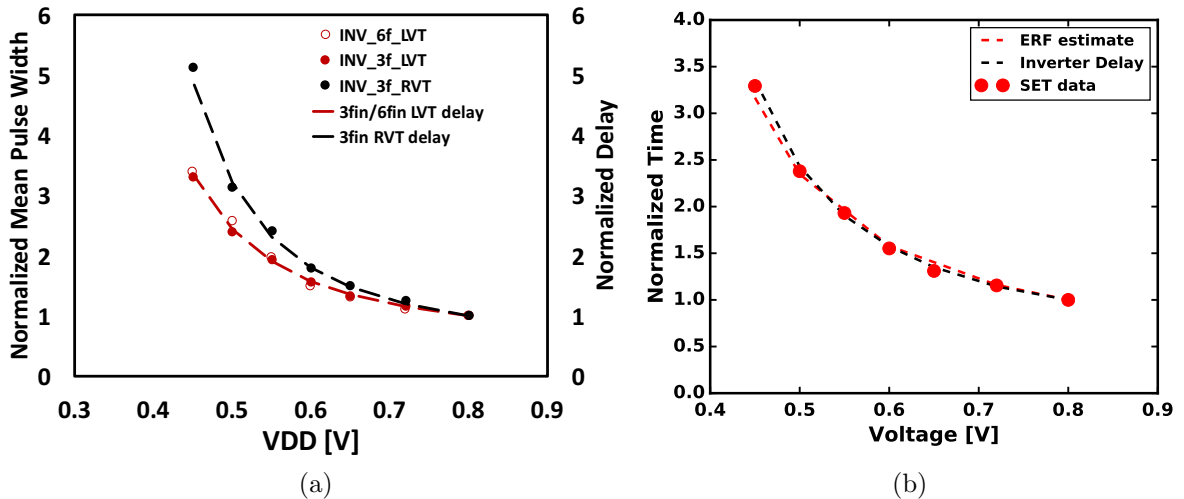 Normalized Mean Pulse Width
6
5
4
3
2
1
0
0.3 0.4 0.5 0.6 0.7 0.8 0.9
VDD [V]
INV_6f_LVT
INV_3f_LVT
INV_3f_RVT
3fin/6fin LVT delay
3fin RVT delay
6
5
4
3
2
1
0
Normalized Delay
(a)
Normalized Time
4.0
3.5
3.0
2.5
2.0
1.5
1.0
0.5
0.0
0.4 0.5 0.6 0.7 0.8 0.9
Voltage [V]
ERF estimate
Inverter Delay
SET data
(b)